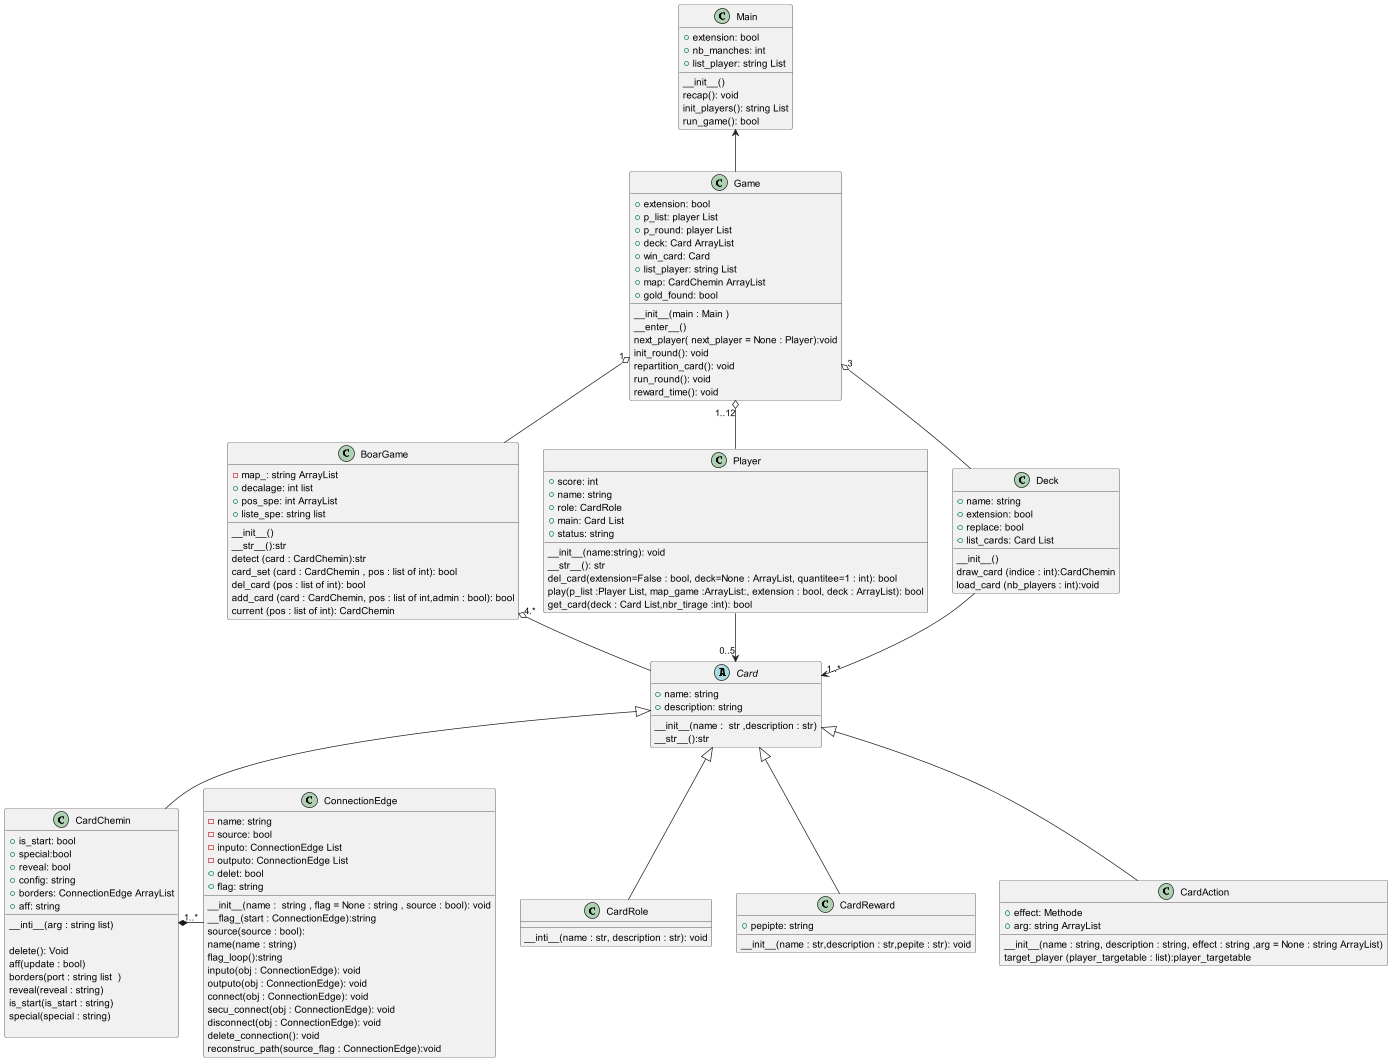 C Main
extension: bool
nb_manches: int
list_player: string List
__init__()
recap(): void
init_players(): string List
run_game(): bool
C Game
extension: bool
p_list: player List
p_round: player List
deck: Card ArrayList
win_card: Card
list_player: string List
map: CardChemin ArrayList
gold_found: bool
__init__(main : Main )
__enter__()
next_player( next_player = None : Player):void
init_round(): void
repartition_card(): void
run_round(): void
reward_time(): void
1
1..12
3
C BoarGame
map_: string ArrayList
decalage: int list
pos_spe: int ArrayList
liste_spe: string list
__init__()
__str__():str
detect (card : CardChemin):str
card_set (card : CardChemin , pos : list of int): bool
del_card (pos : list of int): bool
add_card (card : CardChemin, pos : list of int,admin : bool): bool
current (pos : list of int): CardChemin
4.*
C Player
score: int
name: string
role: CardRole
main: Card List
status: string
__init__(name:string): void
__str__(): str
del_card(extension=False : bool, deck=None : ArrayList, quantitee=1 : int): bool
play(p_list :Player List, map_game :ArrayList:, extension : bool, deck : ArrayList): bool
get_card(deck : Card List,nbr_tirage :int): bool
0..5
C Deck
name: string
extension: bool
replace: bool
list_cards: Card List
__init__()
draw_card (indice : int):CardChemin
load_card (nb_players : int):void
1..*
A Card
name: string
description: string
__init__(name :  str ,description : str)
__str__():str
C CardChemin
is_start: bool
special:bool
reveal: bool
config: string
borders: ConnectionEdge ArrayList
aff: string
__inti__(arg : string list)
delete(): Void
aff(update : bool)
borders(port : string list  )
reveal(reveal : string)
is_start(is_start : string)
special(special : string)
1..*
C ConnectionEdge
name: string
source: bool
inputo: ConnectionEdge List
outputo: ConnectionEdge List
delet: bool
flag: string
__init__(name :  string , flag = None : string , source : bool): void
__flag_(start : ConnectionEdge):string
source(source : bool):
name(name : string)
flag_loop():string
inputo(obj : ConnectionEdge): void
outputo(obj : ConnectionEdge): void
connect(obj : ConnectionEdge): void
secu_connect(obj : ConnectionEdge): void
disconnect(obj : ConnectionEdge): void
delete_connection(): void
reconstruc_path(source_flag : ConnectionEdge):void
C CardRole
__inti__(name : str, description : str): void
C CardReward
pepipte: string
__init__(name : str,description : str,pepite : str): void
C CardAction
effect: Methode
arg: string ArrayList
__init__(name : string, description : string, effect : string ,arg = None : string ArrayList)
target_player (player_targetable : list):player_targetable